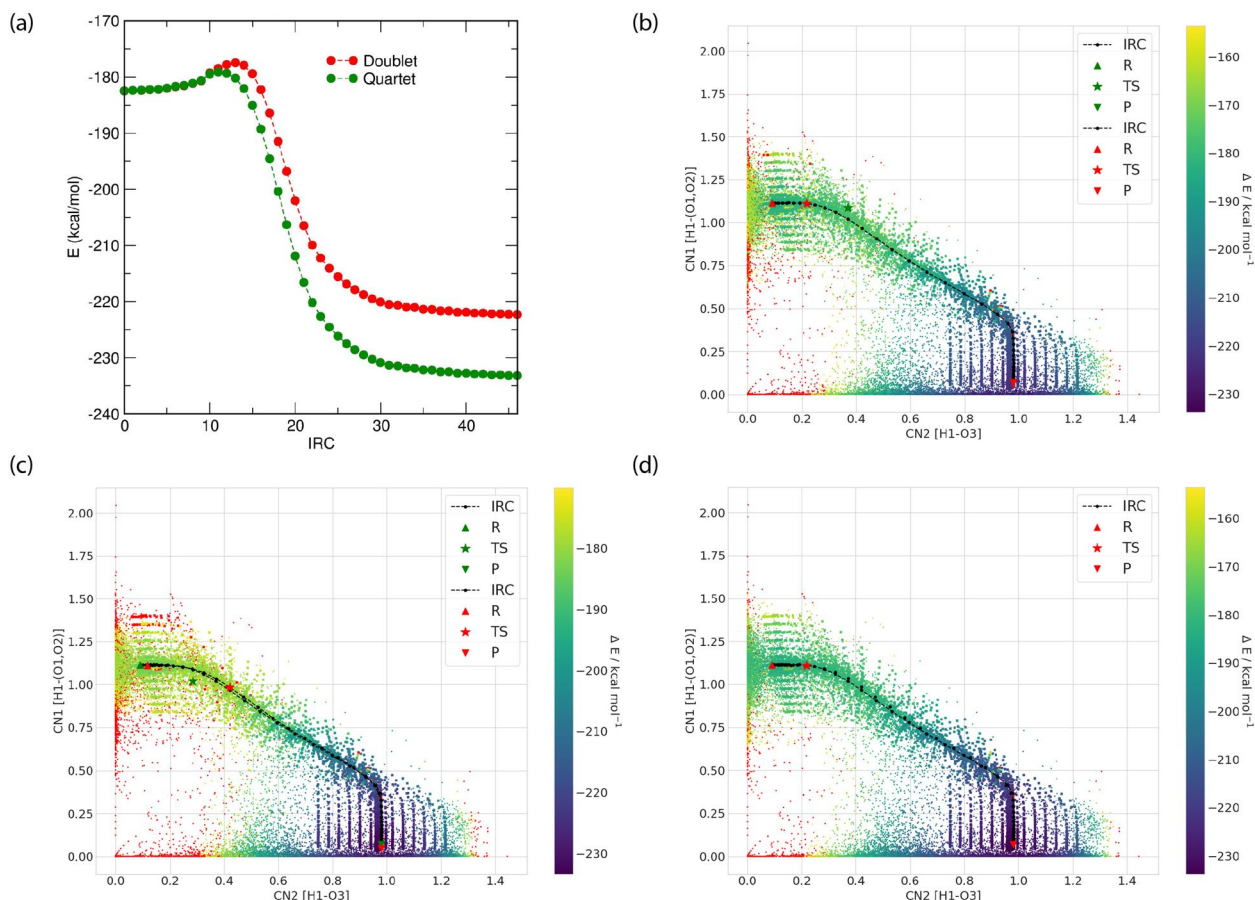 (a)
-170
-180
-190
-200
-210
-220
-230
-240
E (kcal/mol)
0
10
20
30
40
IRC
Doublet
Quartet
(b)
2.00
1.75
1.50
1.25
1.00
0.75
0.50
0.25
0.00
CN1 [H1-(O1,O2)]
0.0
0.2
0.4
0.6
0.8
1.0
1.2
1.4
CN2 [H1-O3]
IRC
R
TS
P
IRC
R
TS
P
−160
−170
−180
−190
−200
−210
−220
−230
Δ E / kcal mol⁻¹
(c)
2.00
1.75
1.50
1.25
1.00
0.75
0.50
0.25
0.00
CN1 [H1-(O1,O2)]
0.0
0.2
0.4
0.6
0.8
1.0
1.2
1.4
CN2 [H1-O3]
IRC
R
TS
P
IRC
R
TS
P
−180
−190
−200
−210
−220
−230
Δ E / kcal mol⁻¹
(d)
2.00
1.75
1.50
1.25
1.00
0.75
0.50
0.25
0.00
CN1 [H1-(O1,O2)]
0.0
0.2
0.4
0.6
0.8
1.0
1.2
1.4
CN2 [H1-O3]
IRC
R
TS
P
−160
−170
−180
−190
−200
−210
−220
−230
Δ E / kcal mol⁻¹